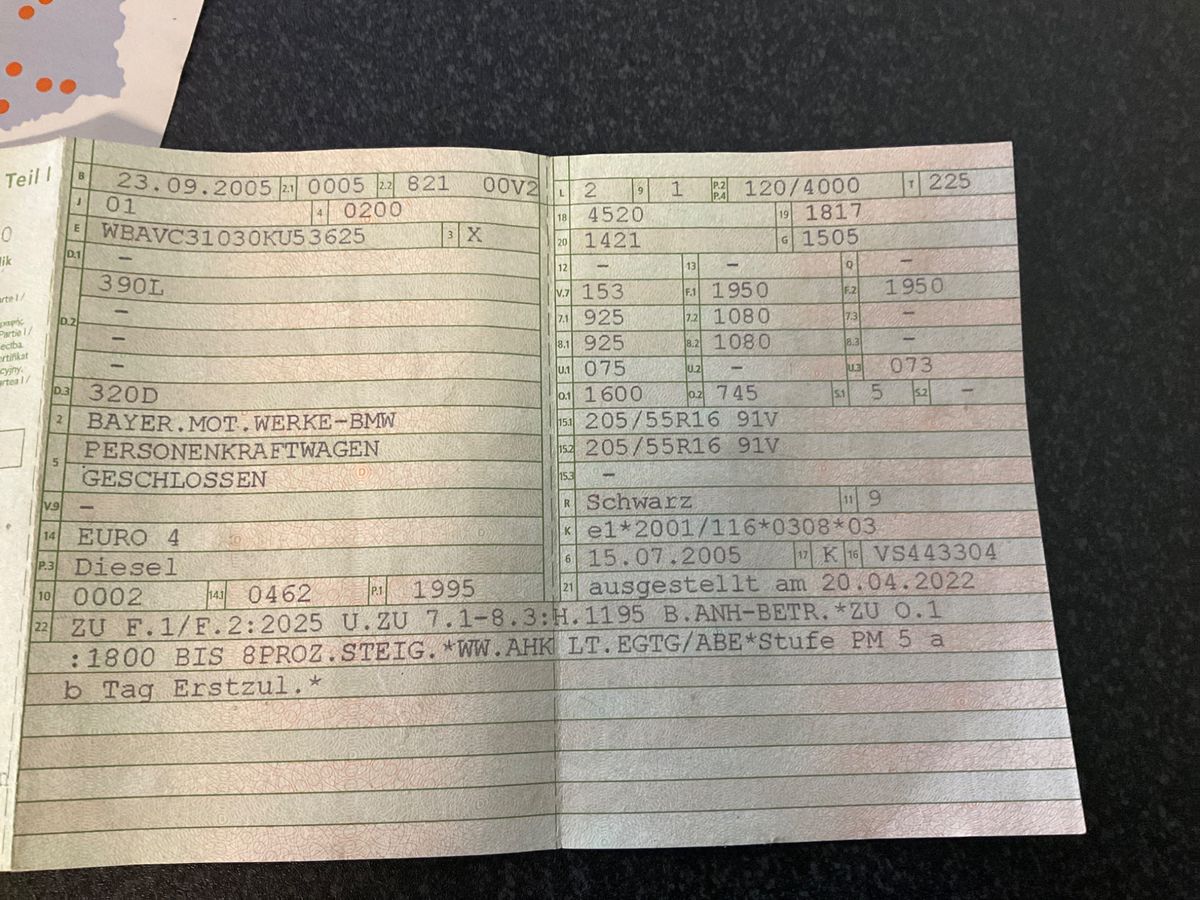 Teil I
B 23.09.2005 2.1 0005 2.2 821 00V2
J 01 4 0200
E WBAVC31030KU53625 3 X
D.1 –
D.2 390L
–
–
–
D.3 320D
2 BAYER.MOT.WERKE-BMW
5 PERSONENKRAFTWAGEN
GESCHLOSSEN
V.9 –
14 EURO 4
P.3 Diesel
10 0002 14.1 0462 P.1 1995
L 2 9 1 P.2 P.4 120/4000 T 225
18 4520 19 1817
20 1421 G 1505
12 – 13 – Q –
V.7 153 F.1 1950 F.2 1950
7.1 925 7.2 1080 7.3 –
8.1 925 8.2 1080 8.3 –
U.1 075 U.2 – U.3 073
O.1 1600 O.2 745 S.1 5 S.2 –
15.1 205/55R16 91V
15.2 205/55R16 91V
15.3 –
R Schwarz 11 9
K e1*2001/116*0308*03
6 15.07.2005 17 K 16 VS443304
21 ausgestellt am 20.04.2022
22 ZU F.1/F.2:2025 U.ZU 7.1-8.3:H.1195 B.ANH-BETR.*ZU O.1
:1800 BIS 8PROZ.STEIG.*WW.AHK LT.EGTG/ABE*Stufe PM 5 a
b Tag Erstzul.*